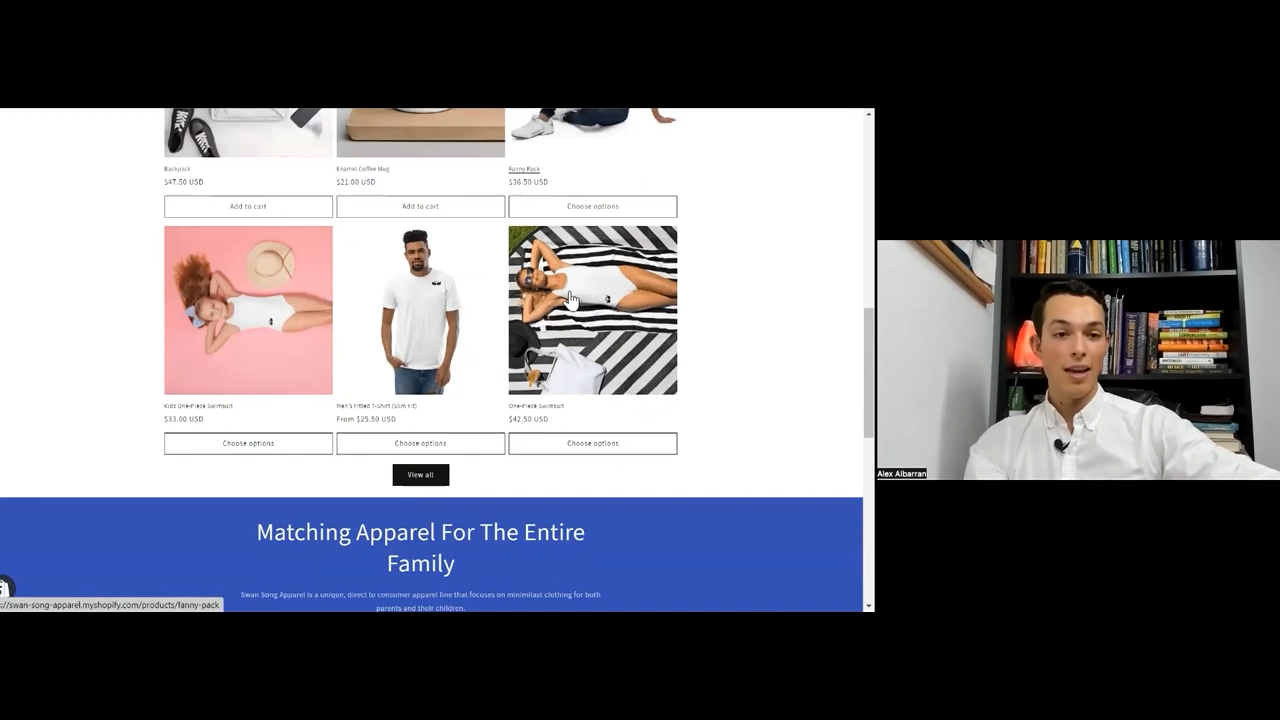 Backpack
$47.50 USD
Add to cart
Enamel Coffee Mug
$21.00 USD
Add to cart
Fanny Pack
$36.50 USD
Choose options
Kids One-Piece Swimsuit
$33.00 USD
Choose options
Men's Fitted T-Shirt (Slim Fit)
From $25.50 USD
Choose options
One-Piece Swimsuit
$42.50 USD
Choose options
View all
Matching Apparel For The Entire
Family
Swan Song Apparel is a unique, direct to consumer apparel line that focuses on minimilast clothing for both
parents and their children.
://swan-song-apparel.myshopify.com/products/fanny-pack
Alex Albarran